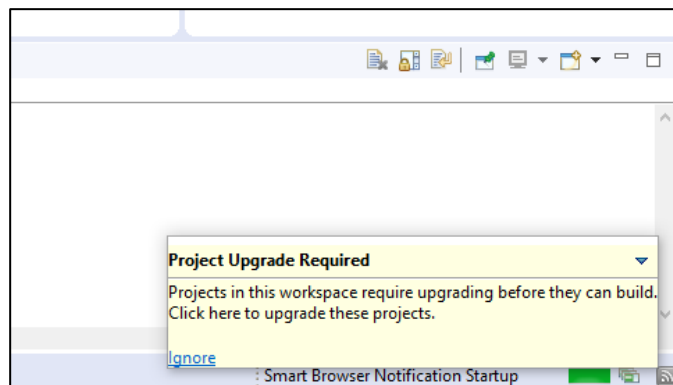 Project Upgrade Required
Projects in this workspace require upgrading before they can build.
Click here to upgrade these projects.
Ignore
Smart Browser Notification Startup